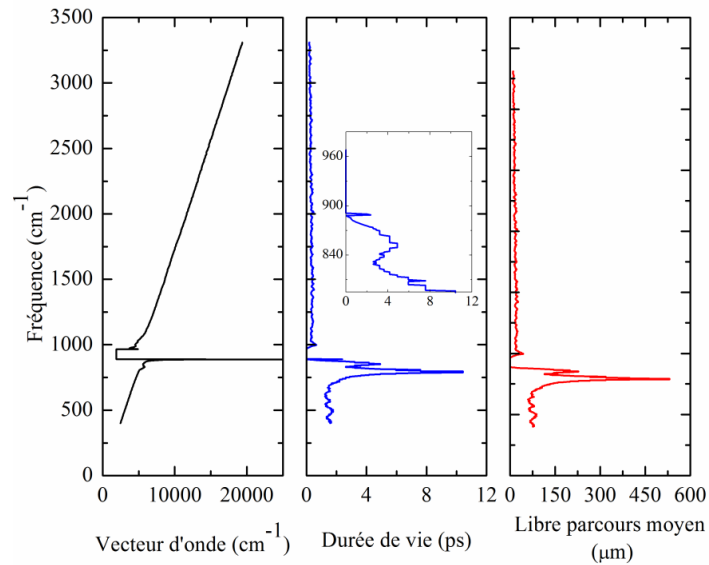 3500
3000
2500
2000
1500
1000
500
0
Fréquence (cm-1)
0 10000 20000
Vecteur d'onde (cm-1)
960
900
840
0 4 8 12
0 4 8 12
Durée de vie (ps)
0 150 300 450 600
Libre parcours moyen
(μm)